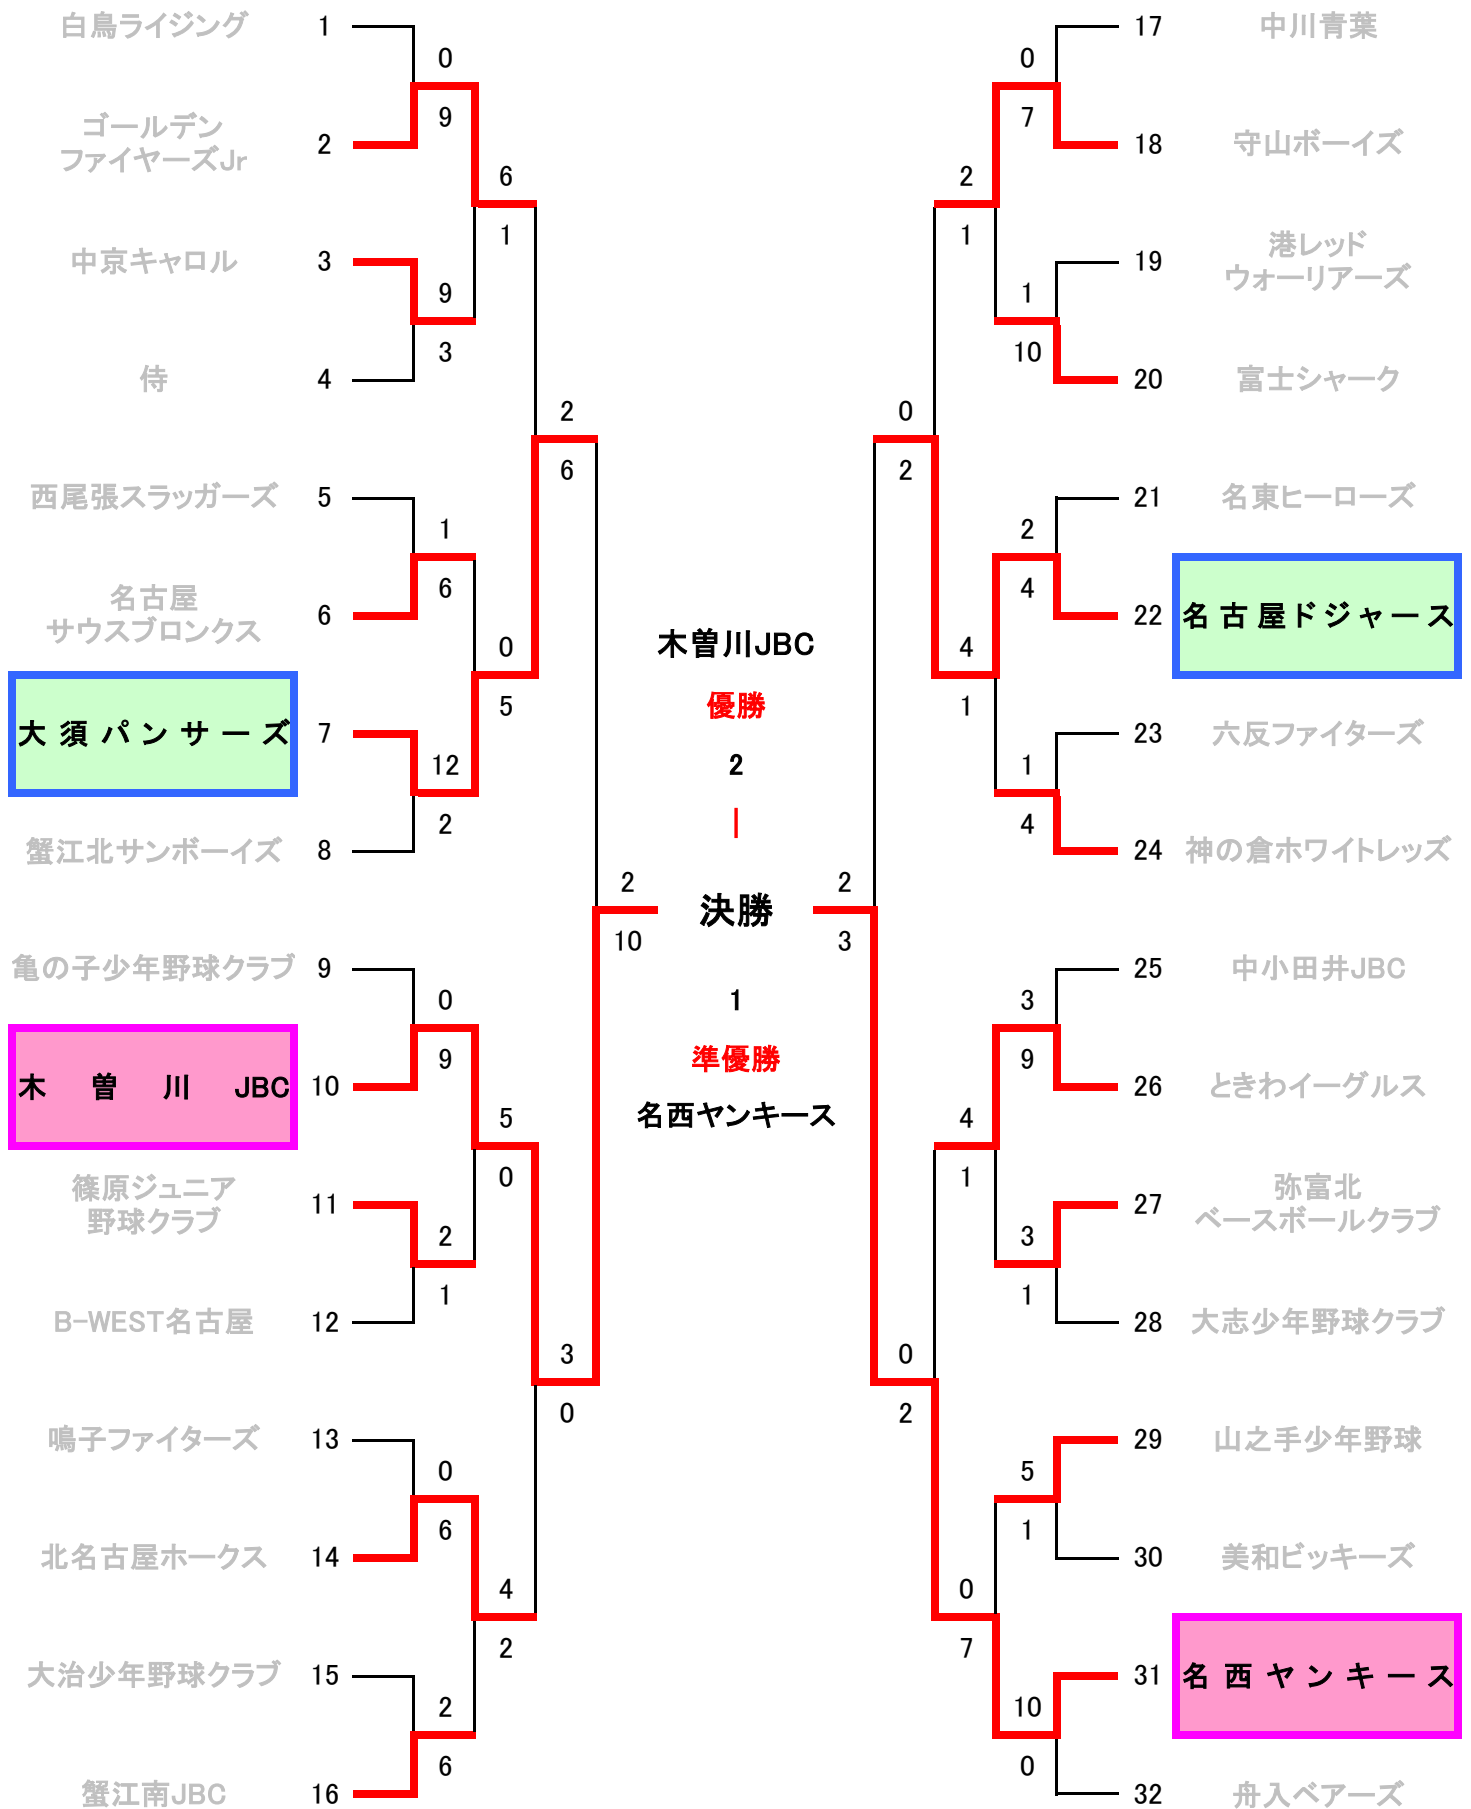 白鳥ライジング 1
0
9
ゴールデン
ファイヤーズJr
2
6
1
中京キャロル 3
9
3
侍 4
2
6
西尾張スラッガーズ 5
1
6
名古屋
サウスブロンクス
6
0
5
大須パンサーズ 7
12
2
蟹江北サンボーイズ 8
2
10
亀の子少年野球クラブ 9
0
9
木曽川JBC 10
5
0
篠原ジュニア
野球クラブ
11
2
1
B-WEST名古屋 12
3
0
鳴子ファイターズ 13
0
6
北名古屋ホークス 14
4
2
大治少年野球クラブ 15
2
6
蟹江南JBC 16
木曽川JBC
優勝
2
|
決勝
1
準優勝
名西ヤンキース
17 中川青葉
0
7
18 守山ボーイズ
2
1
19
港レッド
ウォーリアーズ
1
10
20 富士シャーク
0
2
21 名東ヒーローズ
2
4
22 名古屋ドジャース
4
1
23 六反ファイターズ
1
4
24 神の倉ホワイトレッズ
2
3
25 中小田井JBC
3
9
26 ときわイーグルス
4
1
27
弥富北
ベースボールクラブ
3
1
28 大志少年野球クラブ
0
2
29 山之手少年野球
5
1
30 美和ビッキーズ
0
7
31 名西ヤンキース
10
0
32 舟入ベアーズ